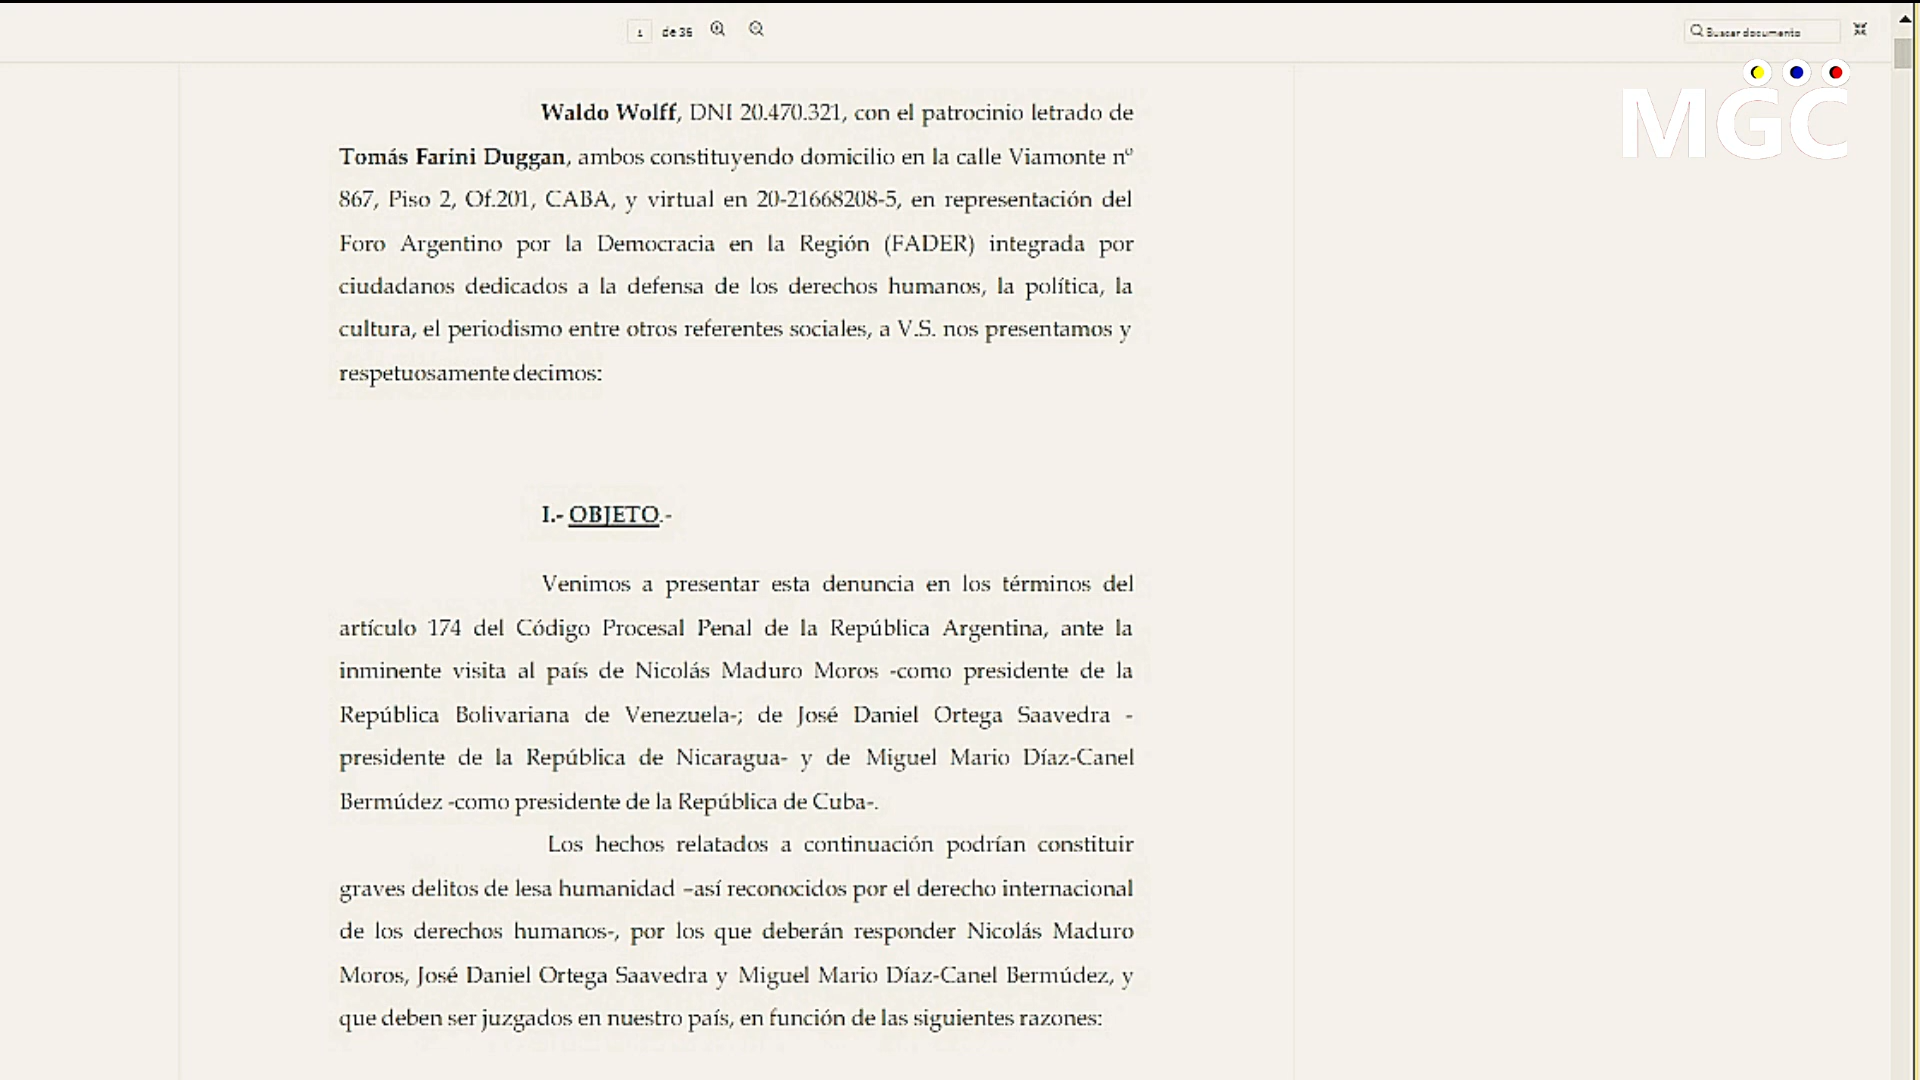 1 de 36
Buscar documento
MGC
Waldo Wolff, DNI 20.470.321, con el patrocinio letrado de
Tomás Farini Duggan, ambos constituyendo domicilio en la calle Viamonte nº
867, Piso 2, Of.201, CABA, y virtual en 20-21668208-5, en representación del
Foro Argentino por la Democracia en la Región (FADER) integrada por
ciudadanos dedicados a la defensa de los derechos humanos, la política, la
cultura, el periodismo entre otros referentes sociales, a V.S. nos presentamos y
respetuosamente decimos:
I.- OBJETO.-
Venimos a presentar esta denuncia en los términos del
artículo 174 del Código Procesal Penal de la República Argentina, ante la
inminente visita al país de Nicolás Maduro Moros -como presidente de la
República Bolivariana de Venezuela-; de José Daniel Ortega Saavedra -
presidente de la República de Nicaragua- y de Miguel Mario Díaz-Canel
Bermúdez -como presidente de la República de Cuba-.
Los hechos relatados a continuación podrían constituir
graves delitos de lesa humanidad –así reconocidos por el derecho internacional
de los derechos humanos-, por los que deberán responder Nicolás Maduro
Moros, José Daniel Ortega Saavedra y Miguel Mario Díaz-Canel Bermúdez, y
que deben ser juzgados en nuestro país, en función de las siguientes razones: